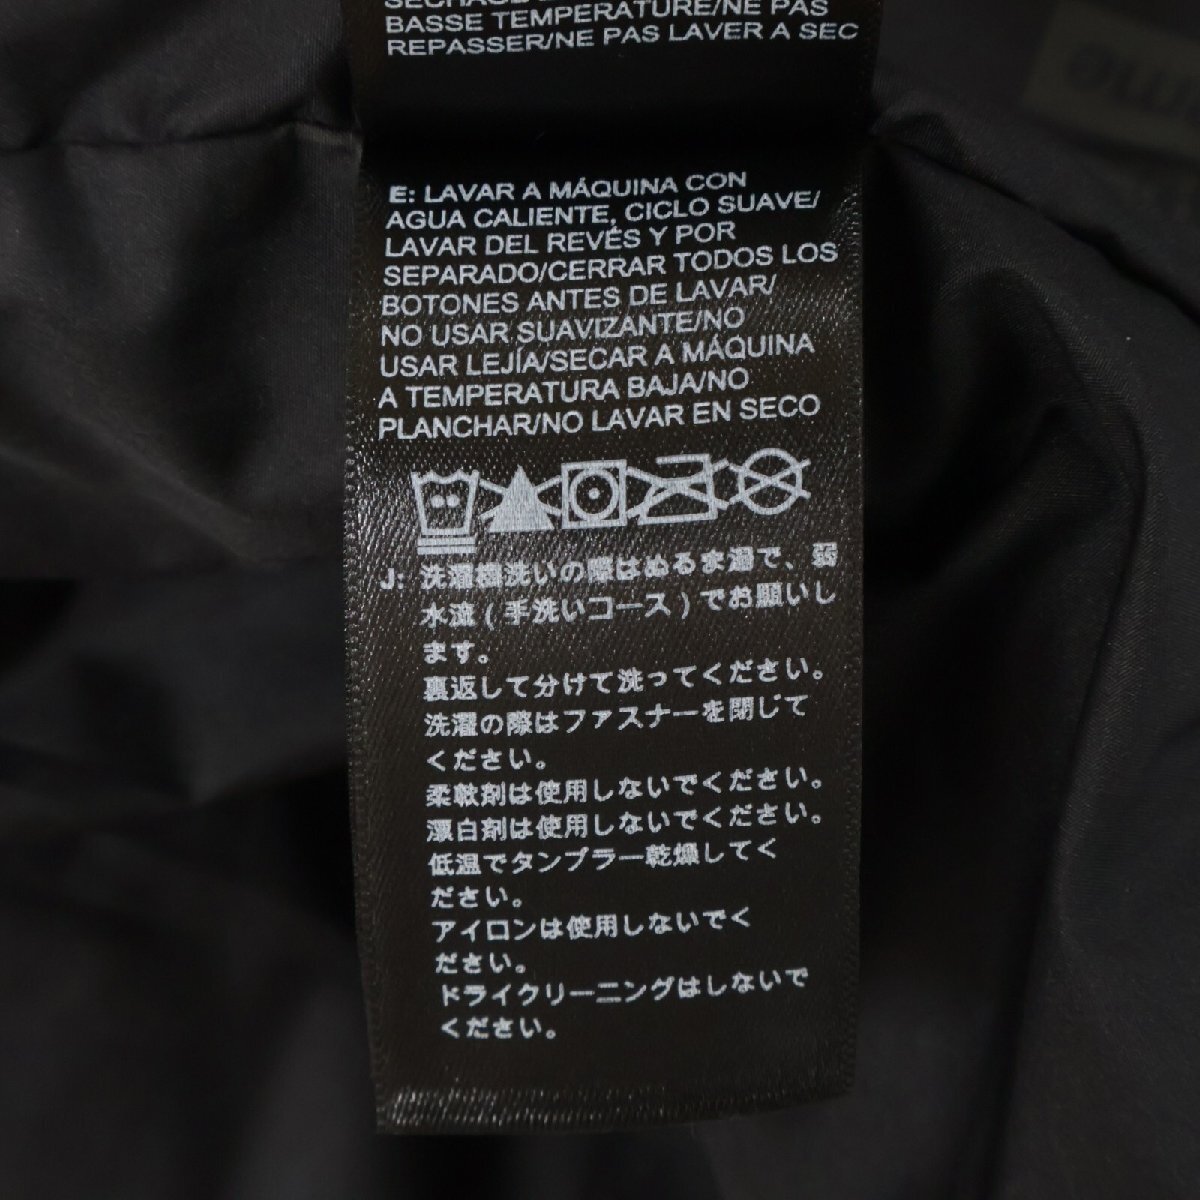 BASSE TEMPERATURE/NE PAS
REPASSER/NE PAS LAVER A SEC
E: LAVAR A MÁQUINA CON
AGUA CALIENTE, CICLO SUAVE/
LAVAR DEL REVÉS Y POR
SEPARADO/CERRAR TODOS LOS
BOTONES ANTES DE LAVAR/
NO USAR SUAVIZANTE/NO
USAR LEJÍA/SECAR A MÁQUINA
A TEMPERATURA BAJA/NO
PLANCHAR/NO LAVAR EN SECO
J: 洗濯機洗いの際はぬるま湯で、弱
水流(手洗いコース)でお願いし
ます。
裏返して分けて洗ってください。
洗濯の際はファスナーを閉じて
ください。
柔軟剤は使用しないでください。
漂白剤は使用しないでください。
低温でタンブラー乾燥してく
ださい。
アイロンは使用しないでく
ださい。
ドライクリーニングはしないで
ください。